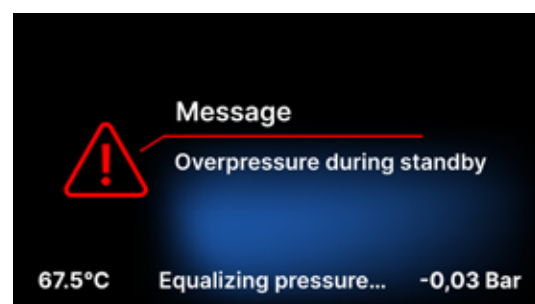 Message
Overpressure during standby
67.5°C Equalizing pressure... -0,03 Bar